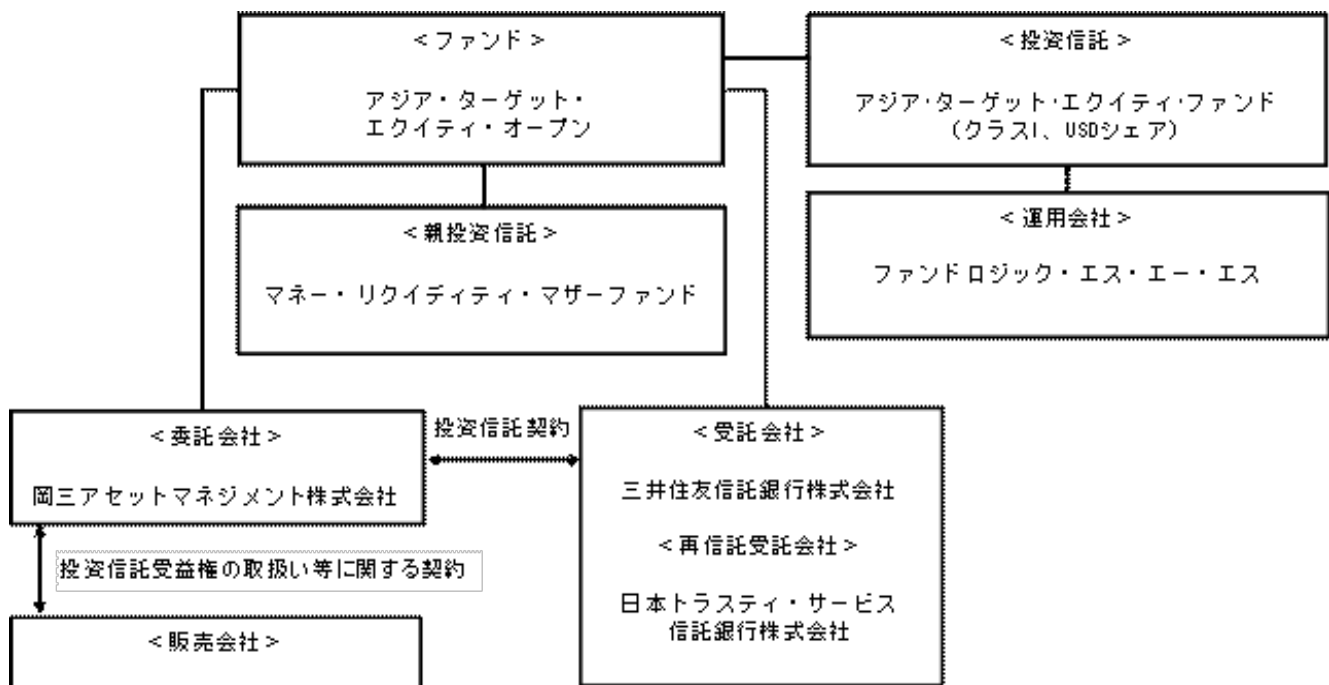 ＜ファンド＞
アジア・ターゲット・
エクイティ・オープン
＜投資信託＞
アジア・ターゲット・エクイティ・ファンド
（クラスI、USDシェア）
＜親投資信託＞
マネー・リクイディティ・マザーファンド
＜運用会社＞
ファンドロジック・エス・エー・エス
＜委託会社＞
岡三アセットマネジメント株式会社
投資信託契約
＜受託会社＞
三井住友信託銀行株式会社
＜再信託受託会社＞
日本トラスティ・サービス
信託銀行株式会社
投資信託受益権の取扱い等に関する契約
＜販売会社＞